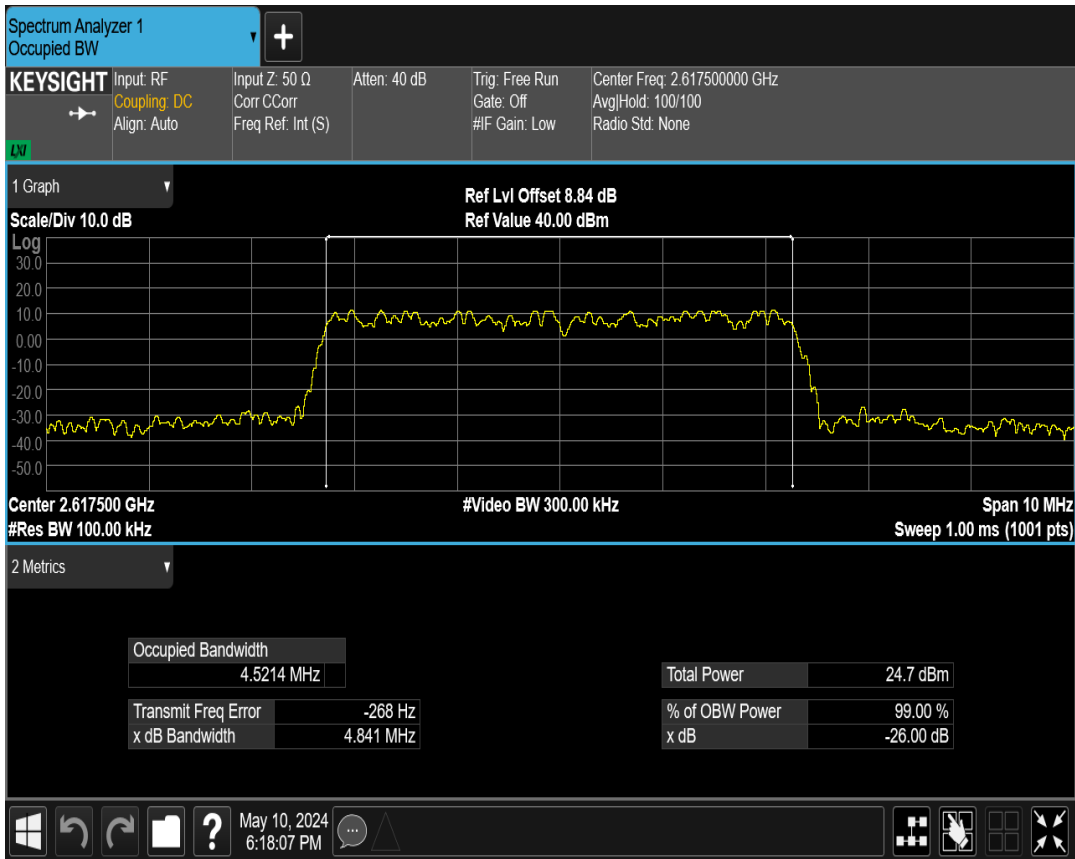 Spectrum Analyzer 1
Occupied BW
+
KEYSIGHT Input: RF Input Z: 50 Ω Atten: 40 dB Trig: Free Run Center Freq: 2.617500000 GHz
Coupling: DC Corr CCorr Gate: Off Avg|Hold: 100/100
Align: Auto Freq Ref: Int (S) #IF Gain: Low Radio Std: None
LXI
1 Graph
Ref Lvl Offset 8.84 dB
Scale/Div 10.0 dB Ref Value 40.00 dBm
Log
30.0
20.0
10.0
0.00
-10.0
-20.0
-30.0
-40.0
-50.0
Center 2.617500 GHz #Video BW 300.00 kHz Span 10 MHz
#Res BW 100.00 kHz Sweep 1.00 ms (1001 pts)
2 Metrics
Occupied Bandwidth
4.5214 MHz Total Power 24.7 dBm
Transmit Freq Error -268 Hz % of OBW Power 99.00 %
x dB Bandwidth 4.841 MHz x dB -26.00 dB
? May 10, 2024
6:18:07 PM